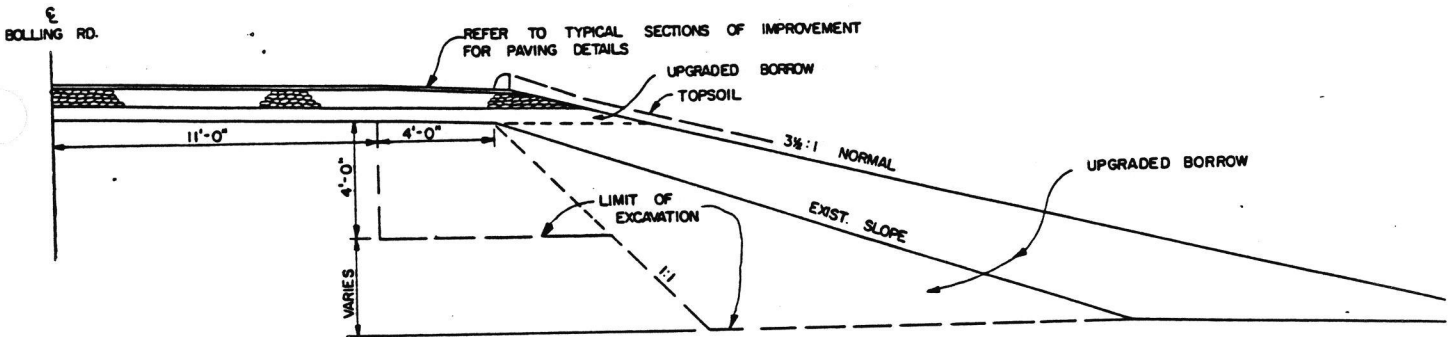 ℄
BOLLING RD.
REFER TO TYPICAL SECTIONS OF IMPROVEMENT
FOR PAVING DETAILS
UPGRADED BORROW
TOPSOIL
11'-0"
4'-0"
4'-0"
3½:1 NORMAL
UPGRADED BORROW
LIMIT OF
EXCAVATION
EXIST. SLOPE
1:1
VARIES